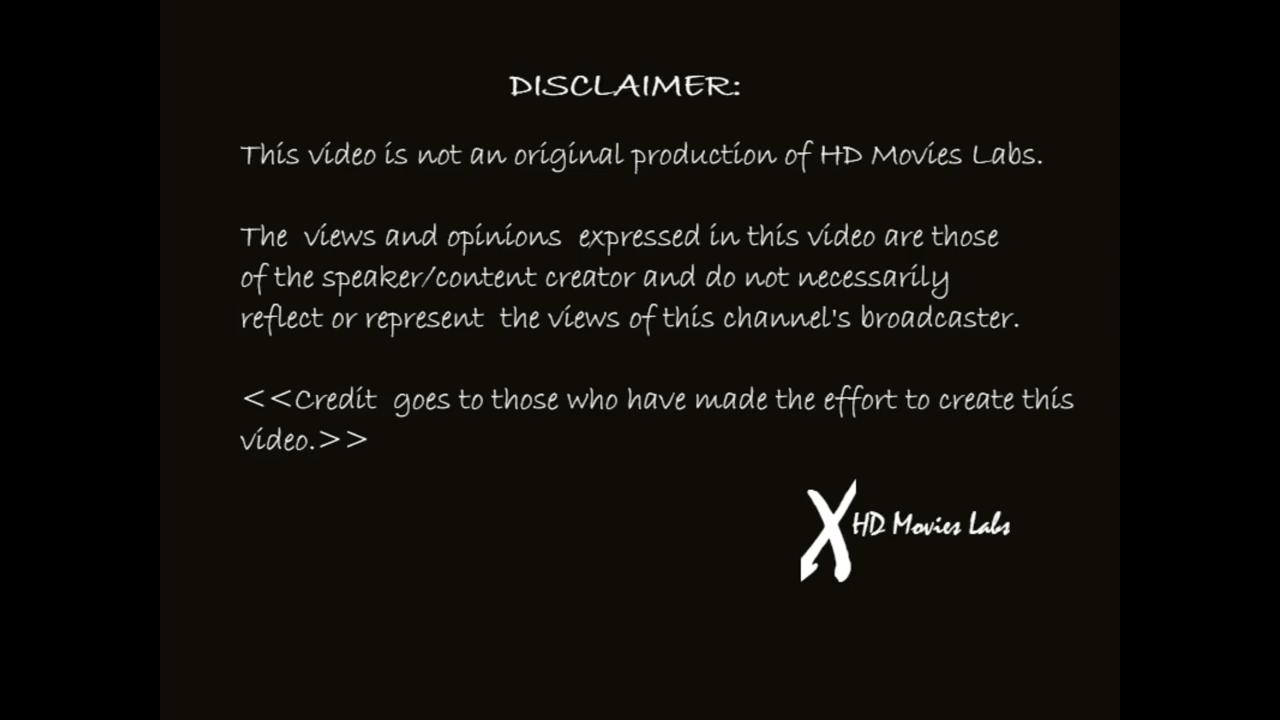 DISCLAIMER:
This video is not an original production of HD Movies Labs.
The views and opinions expressed in this video are those
of the speaker/content creator and do not necessarily
reflect or represent the views of this channel's broadcaster.
<<Credit goes to those who have made the effort to create this
video.>>
X HD Movies Labs